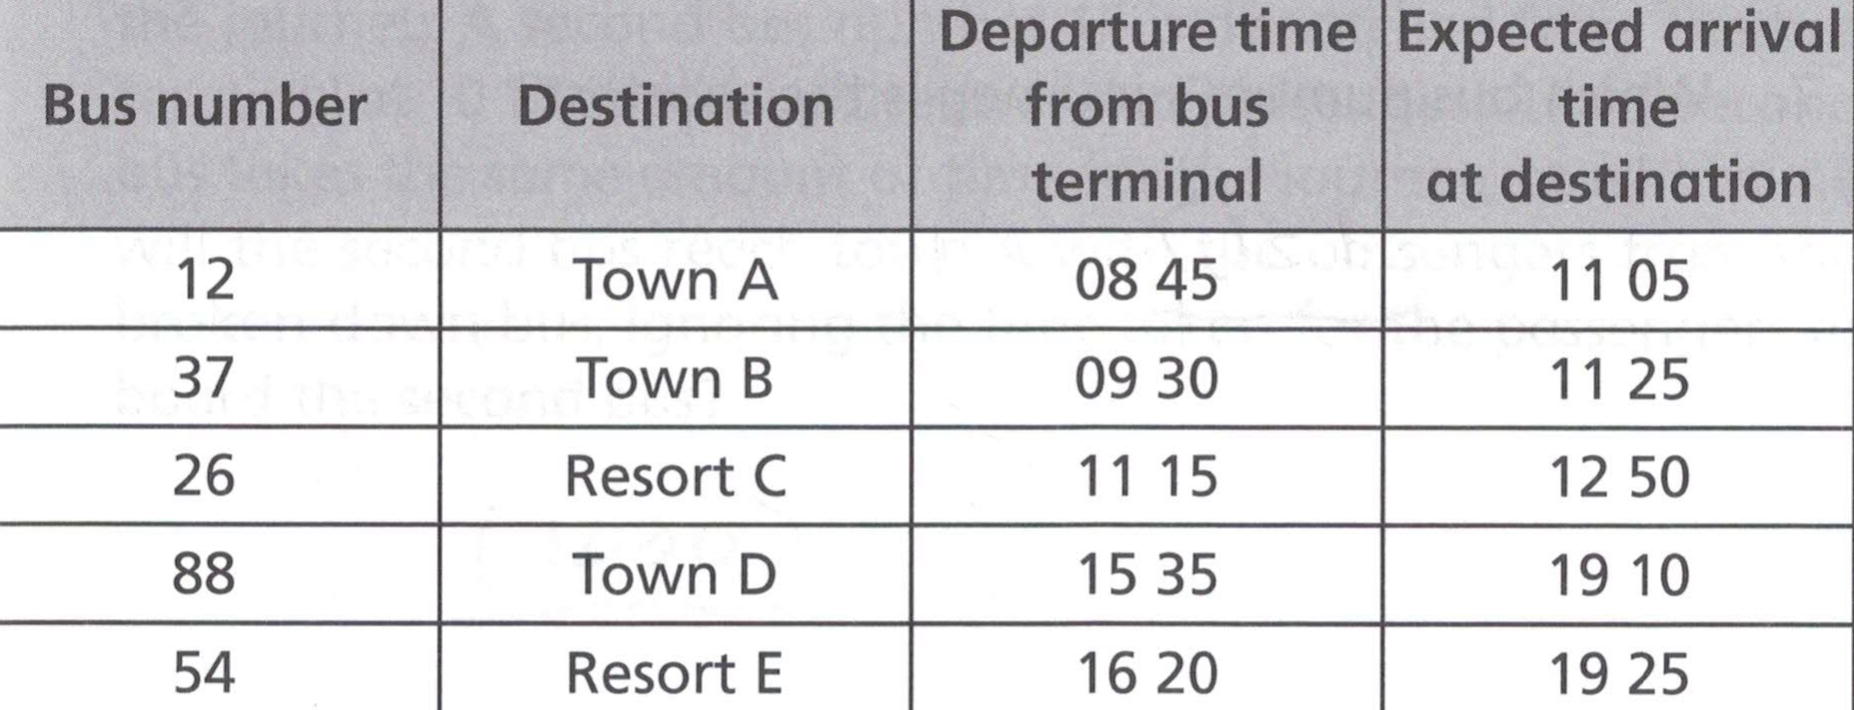 Bus number Destination Departure time from bus terminal Expected arrival time at destination
12 Town A 08 45 11 05
37 Town B 09 30 11 25
26 Resort C 11 15 12 50
88 Town D 15 35 19 10
54 Resort E 16 20 19 25